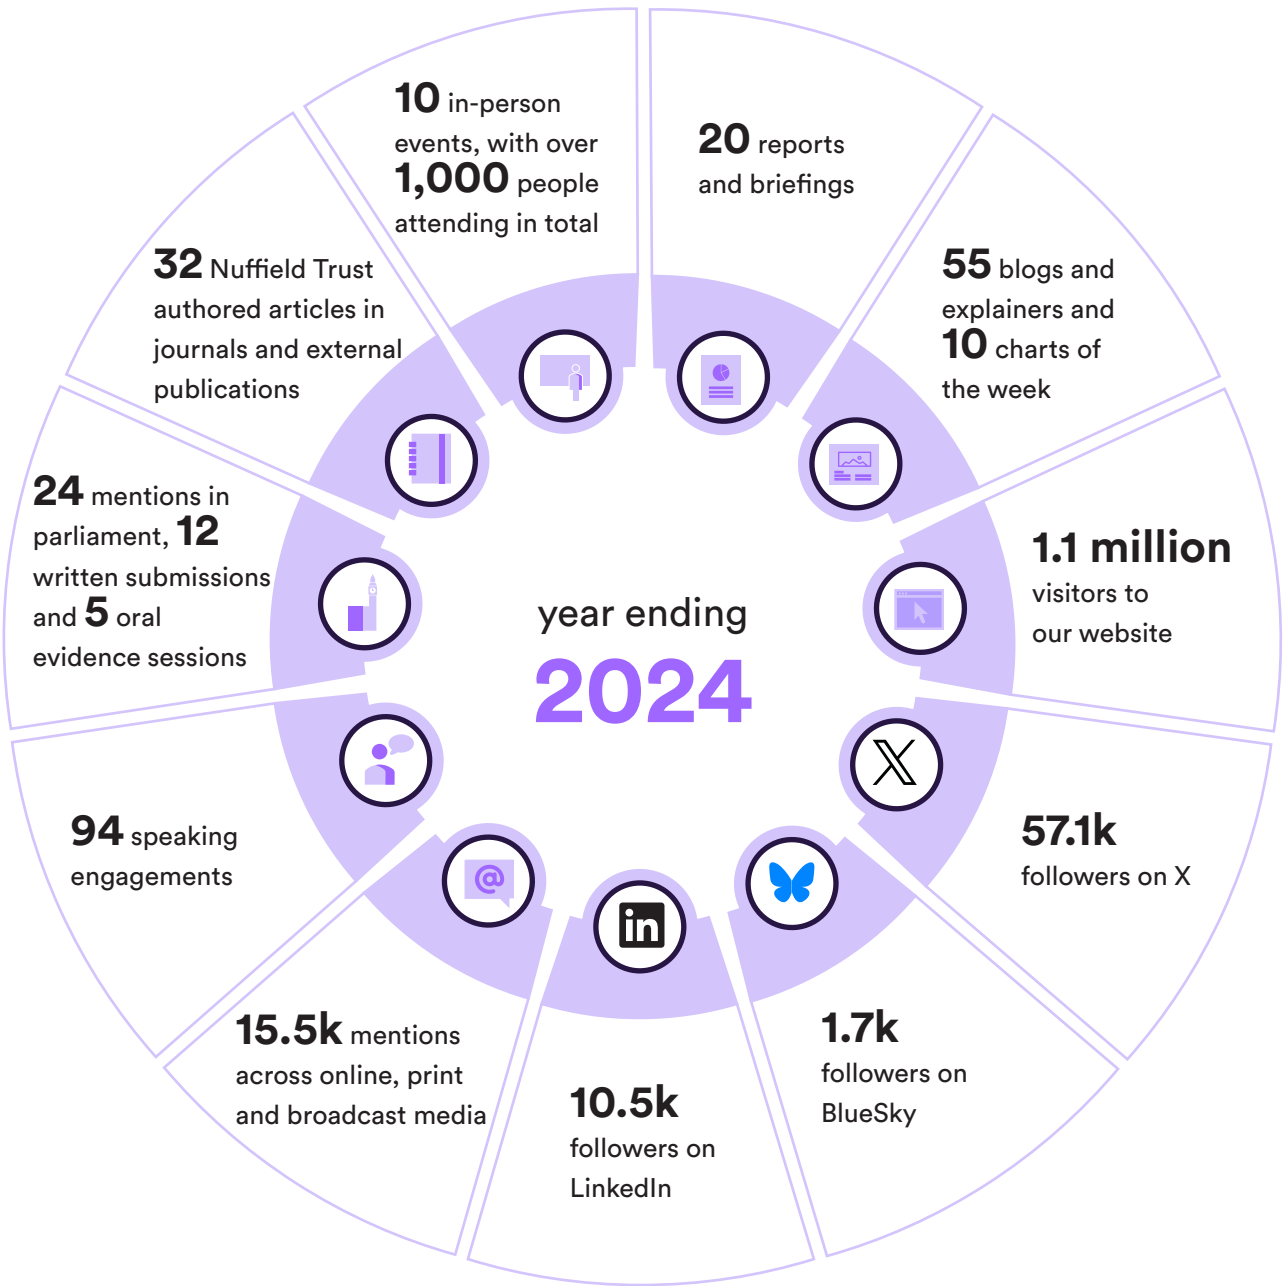 10 in-person
events, with over
1,000 people
attending in total
20 reports
and briefings
55 blogs and
explainers and
10 charts of
the week
1.1 million
visitors to
our website
57.1k
followers on X
1.7k
followers on
BlueSky
10.5k
followers on
LinkedIn
15.5k mentions
across online, print
and broadcast media
94 speaking
engagements
24 mentions in
parliament, 12
written submissions
and 5 oral
evidence sessions
32 Nuffield Trust
authored articles in
journals and external
publications
year ending
2024
@
in